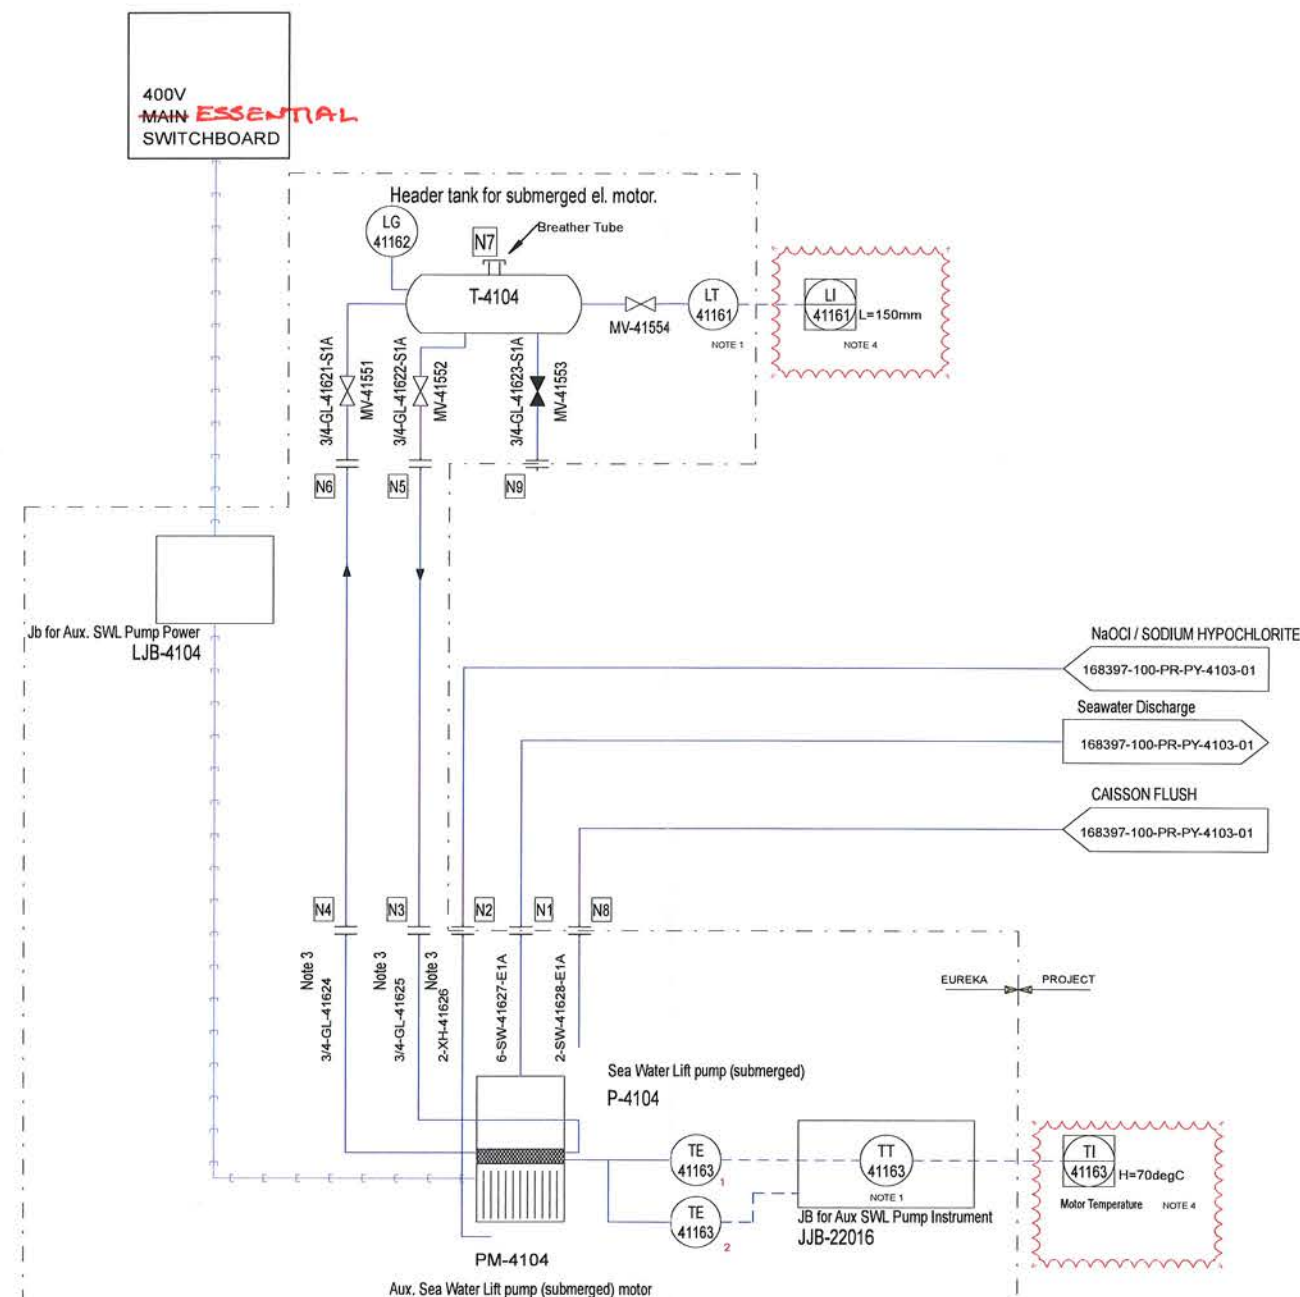 400V
MAIN ESSENTIAL
SWITCHBOARD
Header tank for submerged el. motor.
LG
41162
N7
Breather Tube
T-4104
MV-41554
LT
41161
NOTE 1
LI
41161
L=150mm
NOTE 4
3/4-GL-41621-S1A
MV-41551
3/4-GL-41622-S1A
MV-41552
3/4-GL-41623-S1A
MV-41553
N6
N5
N9
Jb for Aux. SWL Pump Power
LJB-4104
NaOCl / SODIUM HYPOCHLORITE
168397-100-PR-PY-4103-01
Seawater Discharge
168397-100-PR-PY-4103-01
CAISSON FLUSH
168397-100-PR-PY-4103-01
N4
N3
N2
N1
N8
Note 3
3/4-GL-41624
Note 3
3/4-GL-41625
Note 3
2-XH-41626
6-SW-41627-E1A
2-SW-41628-E1A
EUREKA
PROJECT
Sea Water Lift pump (submerged)
P-4104
TE
41163
1
TE
41163
2
TT
41163
NOTE 1
JB for Aux SWL Pump Instrument
JJB-22016
TI
41163
H=70degC
Motor Temperature
NOTE 4
PM-4104
Aux. Sea Water Lift pump (submerged) motor